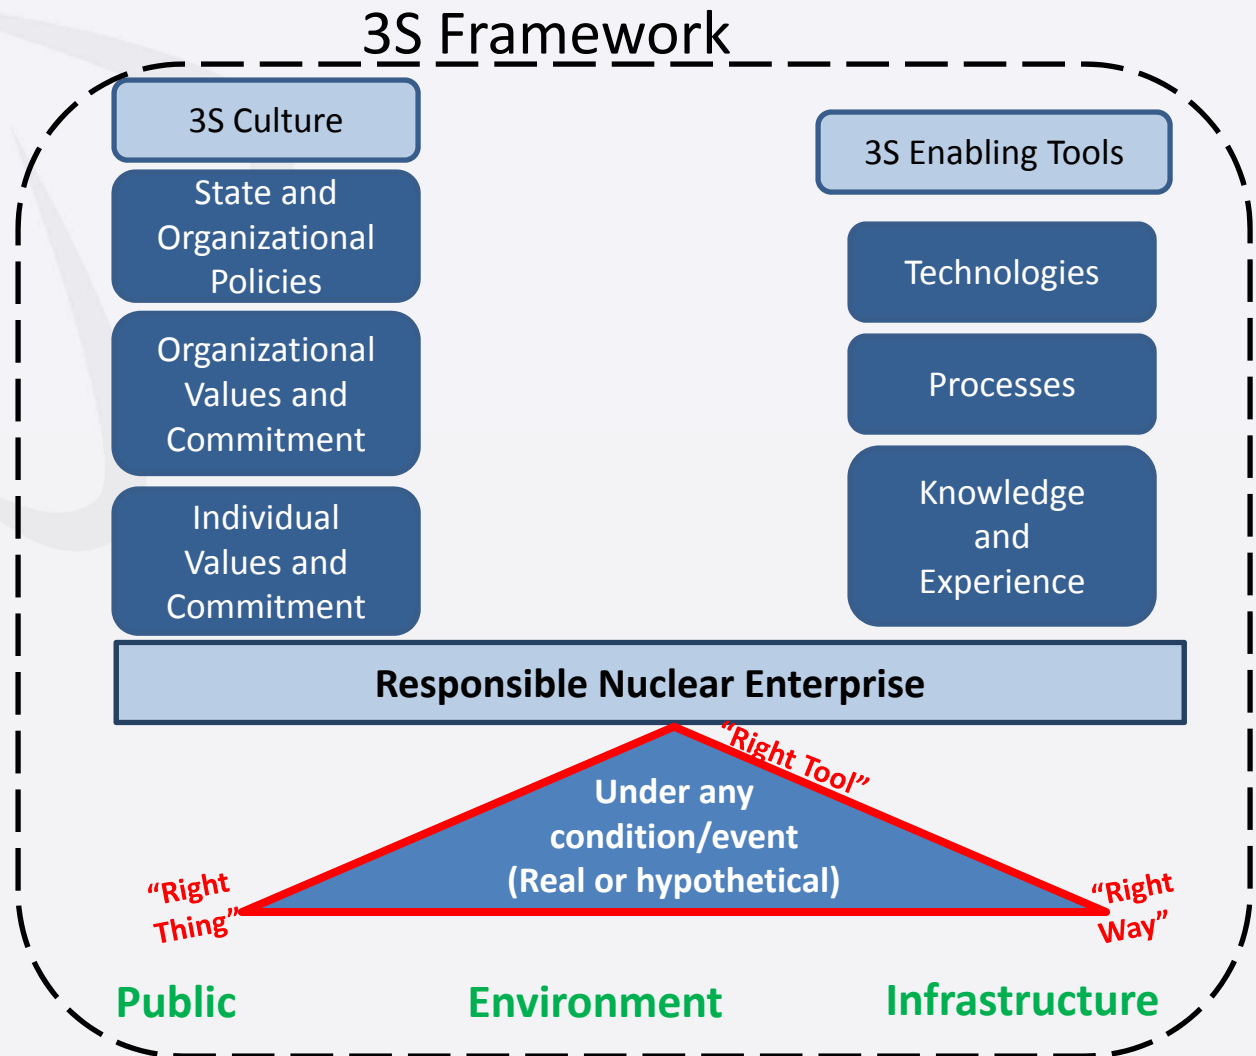 3S Framework
3S Culture
State and
Organizational
Policies
Organizational
Values and
Commitment
Individual
Values and
Commitment
3S Enabling Tools
Technologies
Processes
Knowledge
and
Experience
Responsible Nuclear Enterprise
“Right Tool”
Under any
condition/event
(Real or hypothetical)
“Right
Thing”
“Right
Way”
Public
Environment
Infrastructure